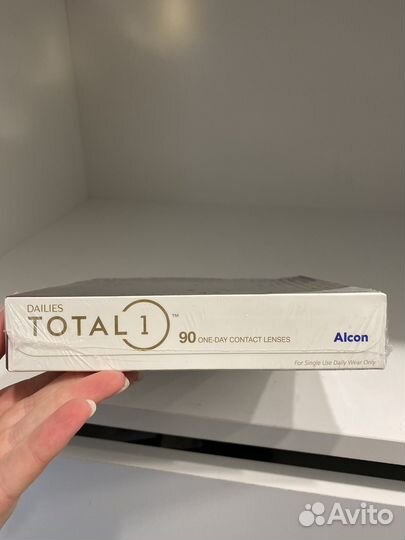 DAILIES
TOTAL 1™
90 ONE-DAY CONTACT LENSES
Alcon
For Single Use Daily Wear Only
Avito